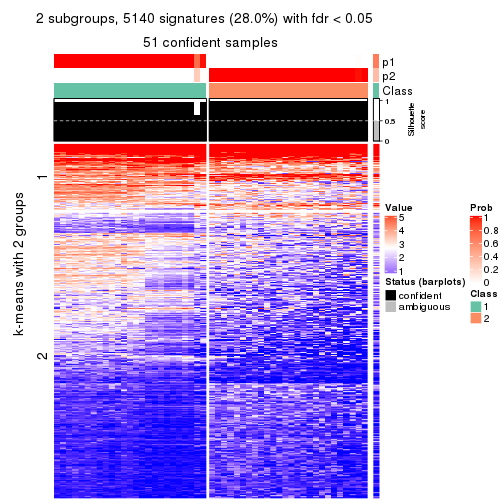 2 subgroups, 5140 signatures (28.0%) with fdr < 0.05
51 confident samples
p1
p2
Class
1
0.5
0
Silhouette
score
k-means with 2 groups
1
2
Value
5
4
3
2
1
Status (barplots)
confident
ambiguous
Prob
1
0.8
0.6
0.4
0.2
0
Class
1
2